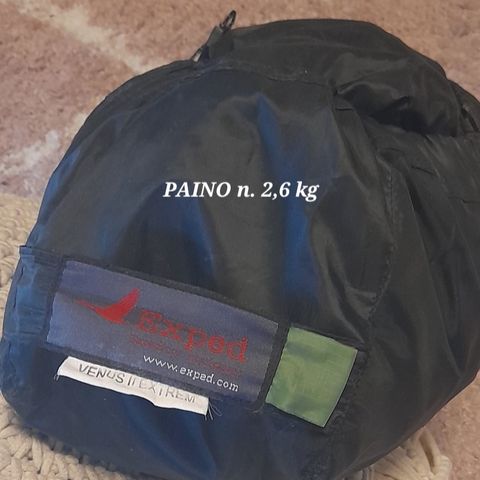 PAINO n. 2,6 kg
Exped
www.exped.com
VENUS II EXTREM